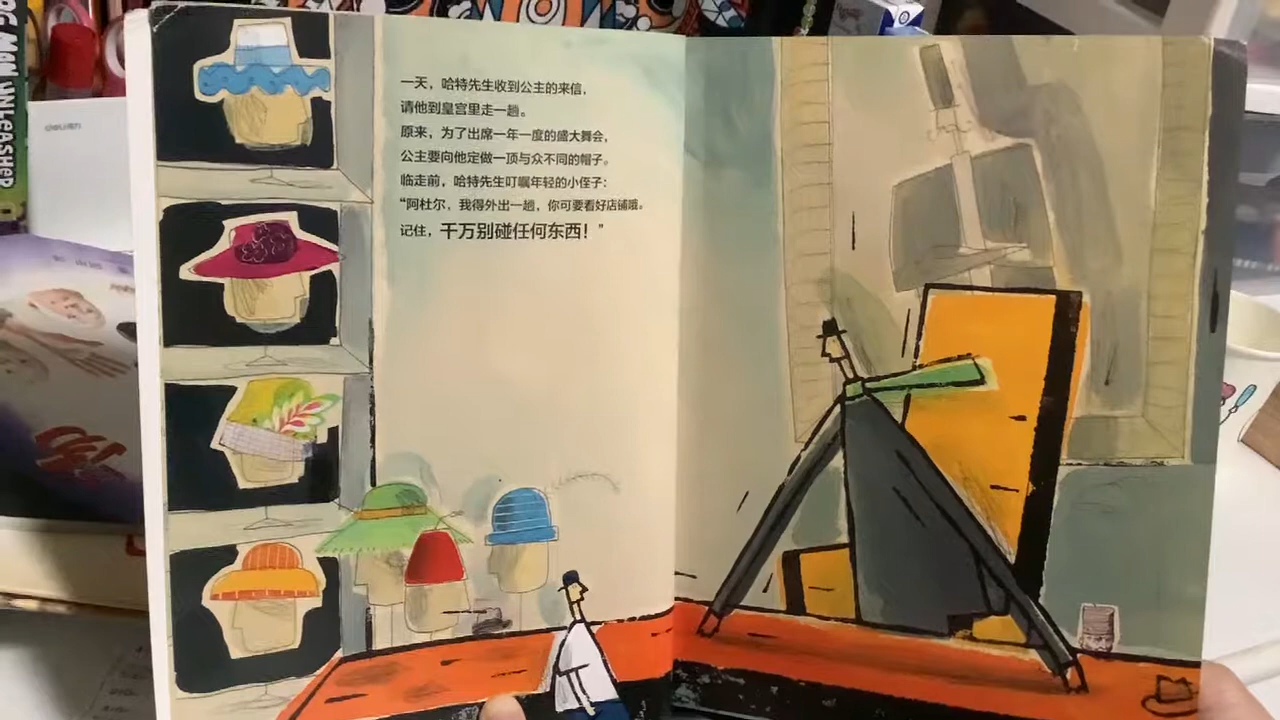 一天，哈特先生收到公主的来信，
请他到皇宫里走一趟。
原来，为了出席一年一度的盛大舞会，
公主要向他定做一顶与众不同的帽子。
临走前，哈特先生叮嘱年轻的小侄子：
“阿杜尔，我得外出一趟，你可要看好店铺哦。
记住，千万别碰任何东西！”